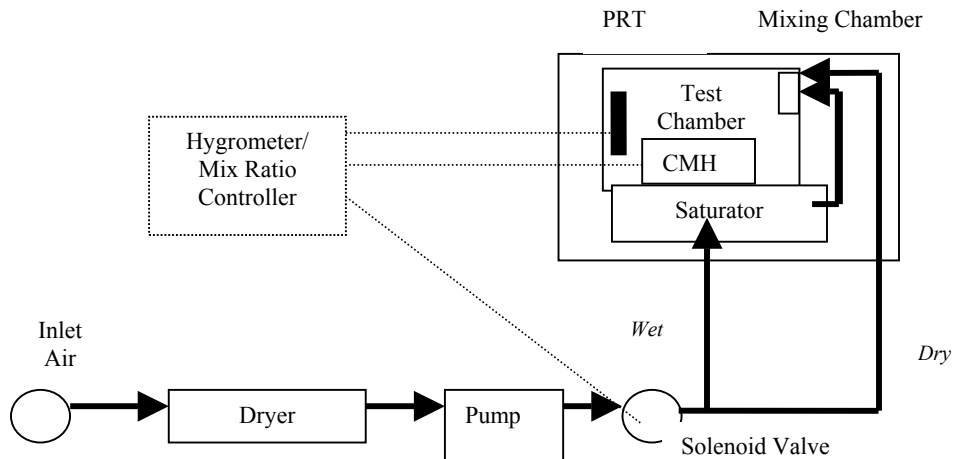 PRT
Mixing Chamber
Test
Chamber
Hygrometer/
Mix Ratio
Controller
CMH
Saturator
Wet
Dry
Inlet
Air
Dryer
Pump
Solenoid Valve